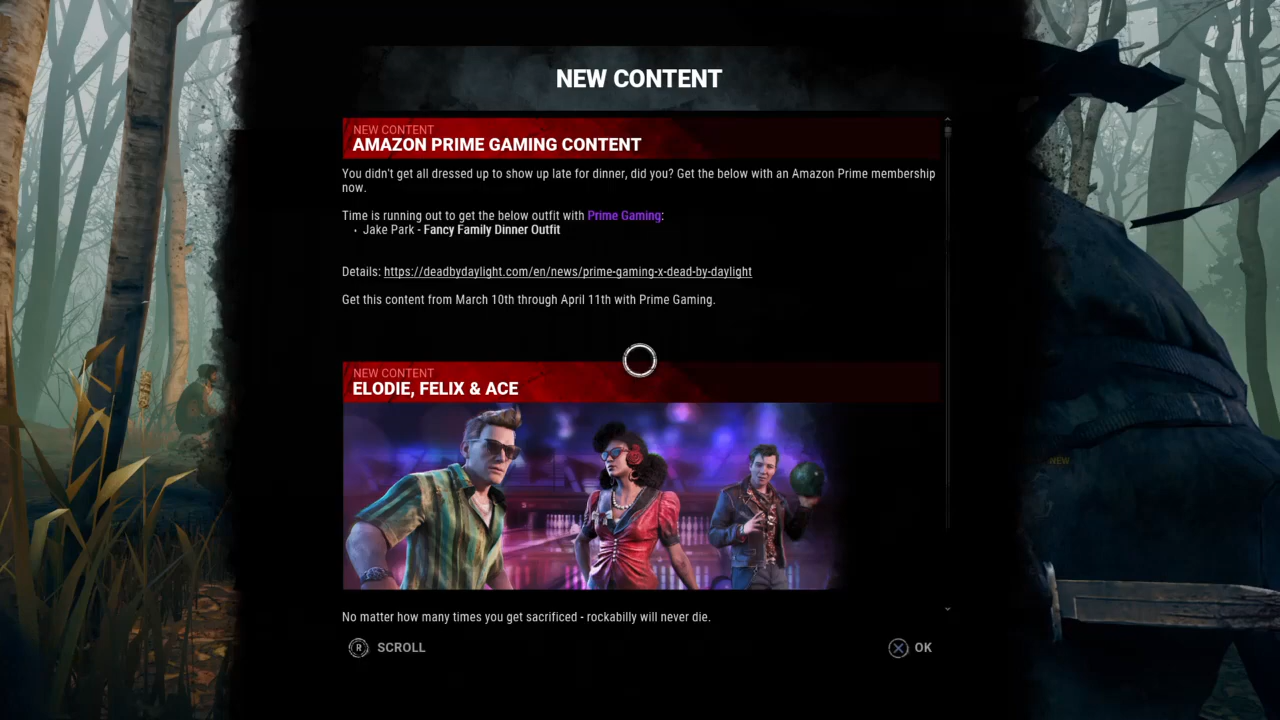 NEW CONTENT
NEW CONTENT
AMAZON PRIME GAMING CONTENT
You didn't get all dressed up to show up late for dinner, did you? Get the below with an Amazon Prime membership
now.
Time is running out to get the below outfit with Prime Gaming:
• Jake Park - Fancy Family Dinner Outfit
Details: https://deadbydaylight.com/en/news/prime-gaming-x-dead-by-daylight
Get this content from March 10th through April 11th with Prime Gaming.
NEW CONTENT
ELODIE, FELIX & ACE
NEW
No matter how many times you get sacrificed - rockabilly will never die.
R SCROLL
OK